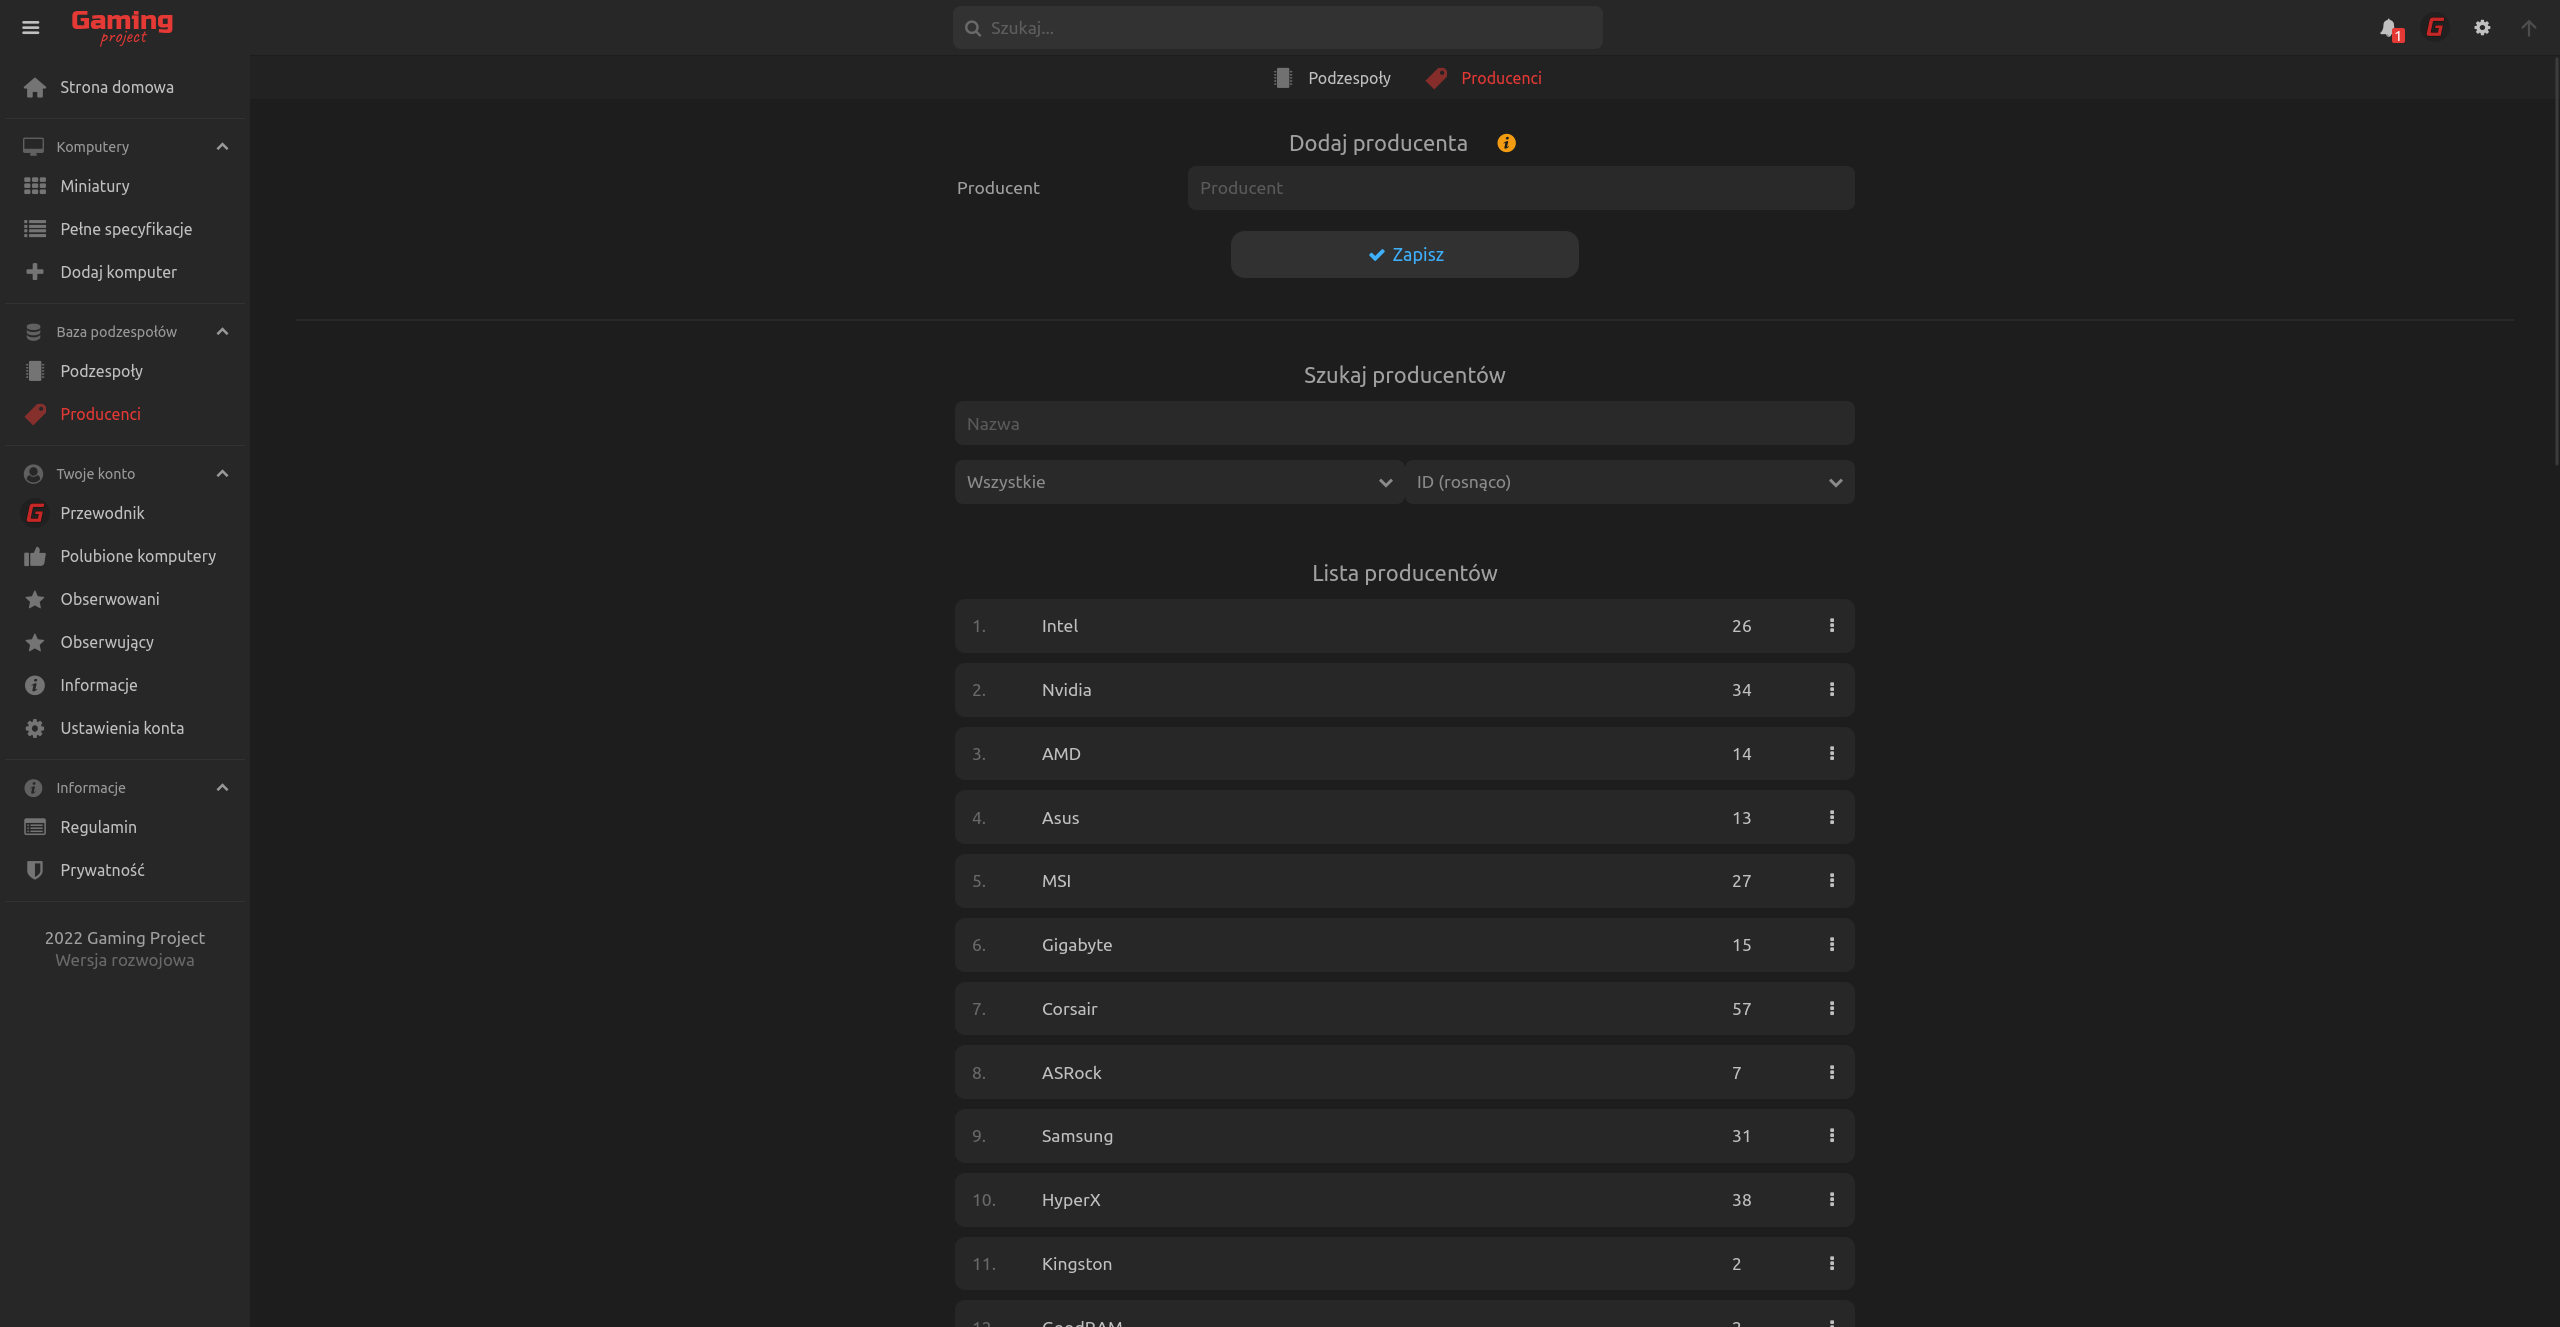 Gaming
project
Szukaj...
1
Strona domowa
Komputery
Miniatury
Pełne specyfikacje
Dodaj komputer
Baza podzespołów
Podzespoły
Producenci
Twoje konto
Przewodnik
Polubione komputery
Obserwowani
Obserwujący
Informacje
Ustawienia konta
Informacje
Regulamin
Prywatność
2022 Gaming Project
Wersja rozwojowa
Podzespoły Producenci
Dodaj producenta
Producent Producent
Zapisz
Szukaj producentów
Nazwa
Wszystkie ID (rosnąco)
Lista producentów
1. Intel 26
2. Nvidia 34
3. AMD 14
4. Asus 13
5. MSI 27
6. Gigabyte 15
7. Corsair 57
8. ASRock 7
9. Samsung 31
10. HyperX 38
11. Kingston 2
12. GoodRAM